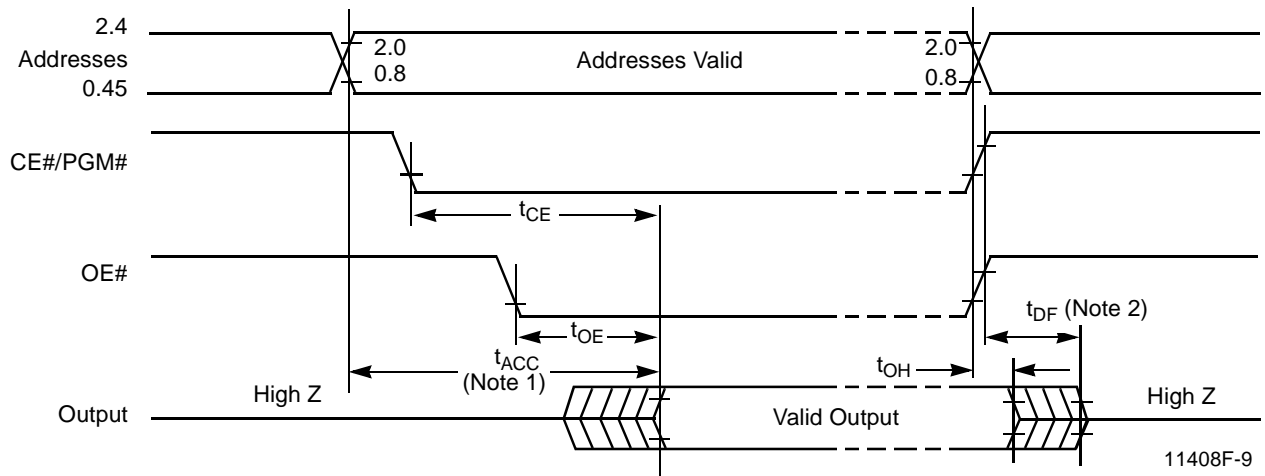 2.4
Addresses
0.45
2.0
0.8
Addresses Valid
2.0
0.8
CE#/PGM#
tCE
OE#
tOE
tDF (Note 2)
tACC
(Note 1)
tOH
Output
High Z
Valid Output
High Z
11408F-9